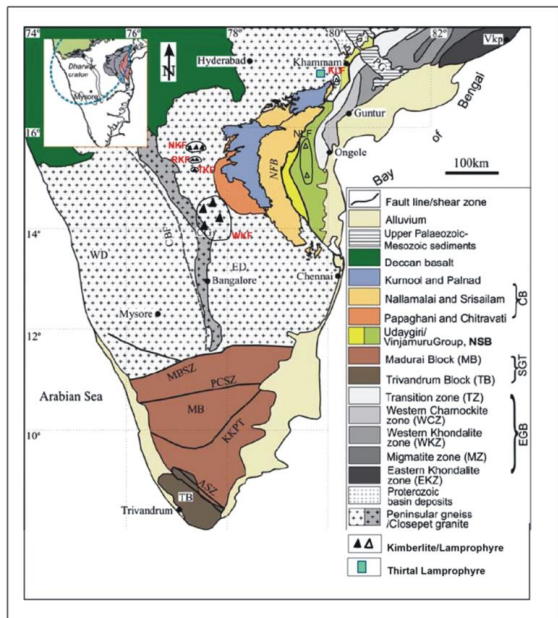 74°
76°
78°
80°
82°
Dharwar
craton
Mysore
N
Hyderabad
Khamnam
KLF
Vkp
Guntur
Bengal
16°
NKF
RKF
TKF
NFB
NLF
Ongole
of
100km
Bay
WKF
14°
WD
CBF
ED
Bangalore
Chennai
Mysore
12°
MBSZ
PCSZ
Arabian Sea
MB
KKPT
10°
ASZ
TB
Trivandrum
Fault line/shear zone
Alluvium
Upper Palaeozoic-
Mesozoic sediments
Deccan basalt
Kurnool and Palnad
Nallamalai and Srisailam
CB
Papaghani and Chitravati
Udaygiri/
VinjamuruGroup, NSB
Madurai Block (MB)
SGT
Trivandrum Block (TB)
Transition zone (TZ)
Western Charnockite
zone (WCZ)
Western Khondalite
zone (WKZ)
EGB
Migmatite zone (MZ)
Eastern Khondalite
zone (EKZ)
Proterozoic
basin deposits
Peninsular gneiss
/Closepet granite
Kimberlite/Lamprophyre
Thirtal Lamprophyre